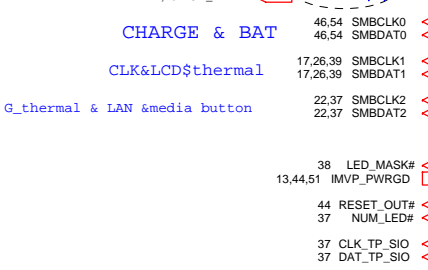 CHARGE & BAT 46,54 SMBCLK0
46,54 SMBDAT0
CLK&LCD$thermal 17,26,39 SMBCLK1
17,26,39 SMBDAT1
G_thermal & LAN &media button 22,37 SMBCLK2
22,37 SMBDAT2
38 LED_MASK#
13,44,51 IMVP_PWRGD
44 RESET_OUT#
37 NUM_LED#
37 CLK_TP_SIO
37 DAT_TP_SIO